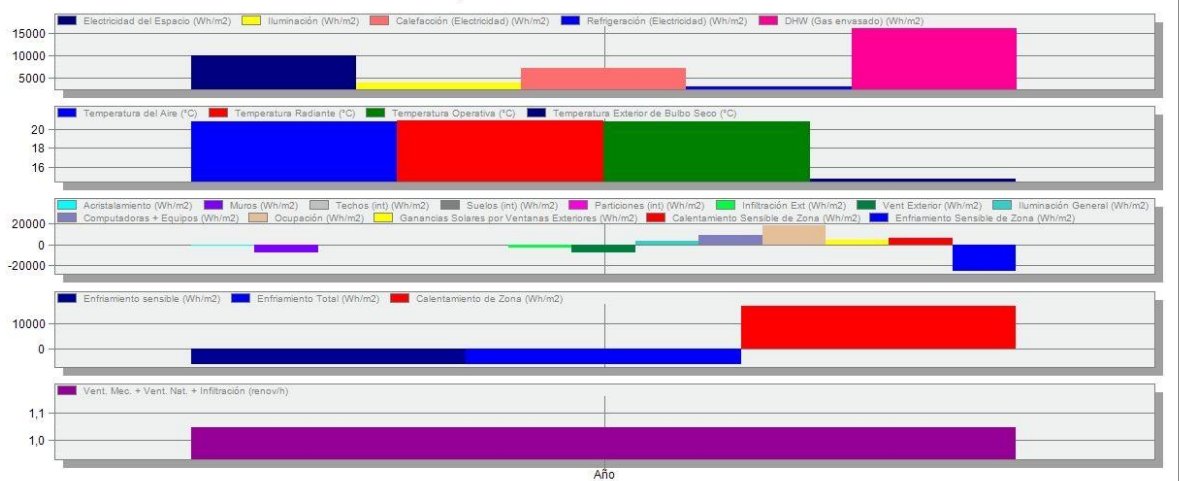 Electricidad del Espacio (Wh/m2) Iluminación (Wh/m2) Calefacción (Electricidad) (Wh/m2) Refrigeración (Electricidad) (Wh/m2) DHW (Gas envasado) (Wh/m2)
15000
10000
5000
Temperatura del Aire (°C) Temperatura Radiante (°C) Temperatura Operativa (°C) Temperatura Exterior de Bulbo Seco (°C)
20
18
16
Acristalamiento (Wh/m2) Muros (Wh/m2) Techos (int) (Wh/m2) Suelos (int) (Wh/m2) Particiones (int) (Wh/m2) Infiltración Ext (Wh/m2) Vent Exterior (Wh/m2) Iluminación General (Wh/m2)
Computadoras + Equipos (Wh/m2) Ocupación (Wh/m2) Ganancias Solares por Ventanas Exteriores (Wh/m2) Calentamiento Sensible de Zona (Wh/m2) Enfriamiento Sensible de Zona (Wh/m2)
20000
0
-20000
Enfriamiento sensible (Wh/m2) Enfriamiento Total (Wh/m2) Calentamiento de Zona (Wh/m2)
10000
0
Vent. Mec. + Vent. Nat. + Infiltración (renov/h)
1,1
1,0
Año